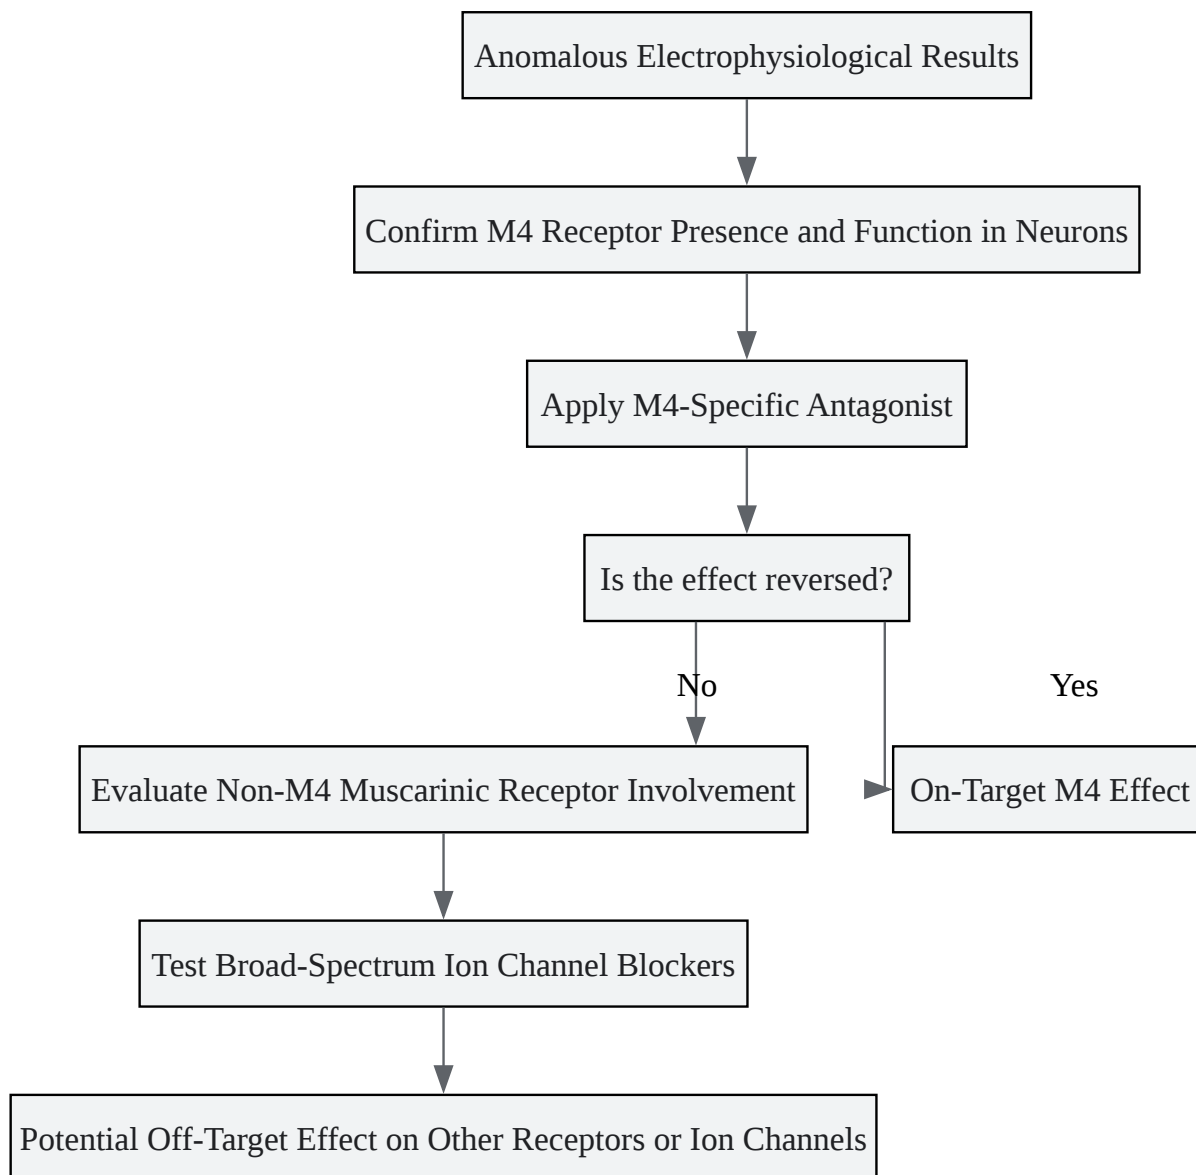 Anomalous Electrophysiological Results
Confirm M4 Receptor Presence and Function in Neurons
Apply M4-Specific Antagonist
Is the effect reversed?
No
Yes
Evaluate Non-M4 Muscarinic Receptor Involvement
On-Target M4 Effect
Test Broad-Spectrum Ion Channel Blockers
Potential Off-Target Effect on Other Receptors or Ion Channels